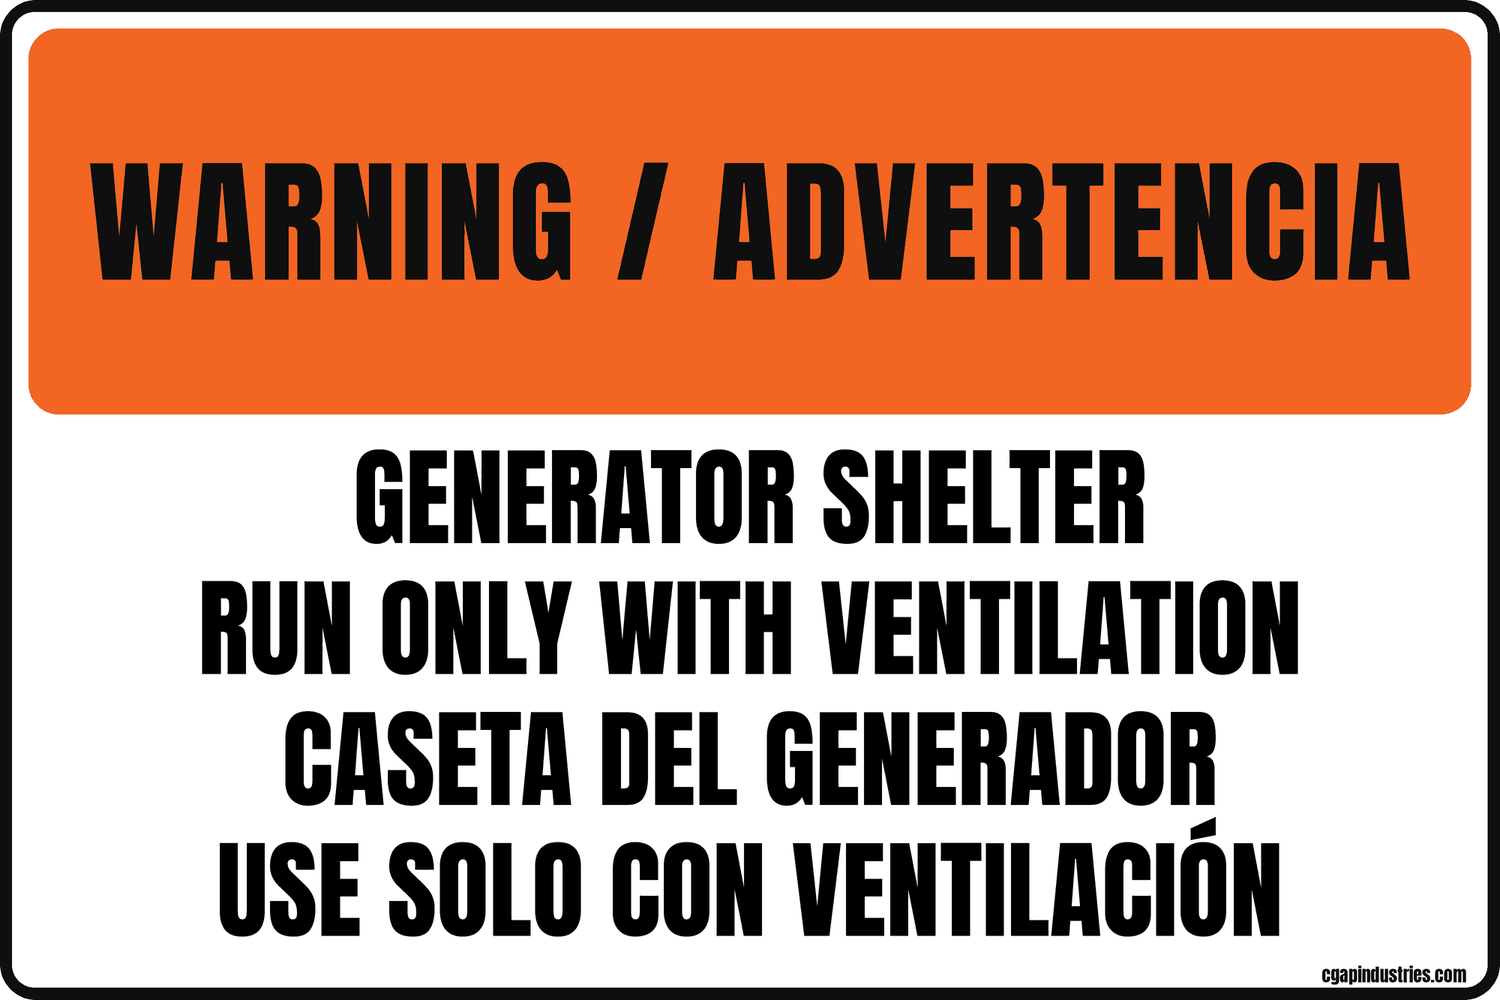 WARNING / ADVERTENCIA
GENERATOR SHELTER
RUN ONLY WITH VENTILATION
CASETA DEL GENERADOR
USE SOLO CON VENTILACIÓN
cgapindustries.com